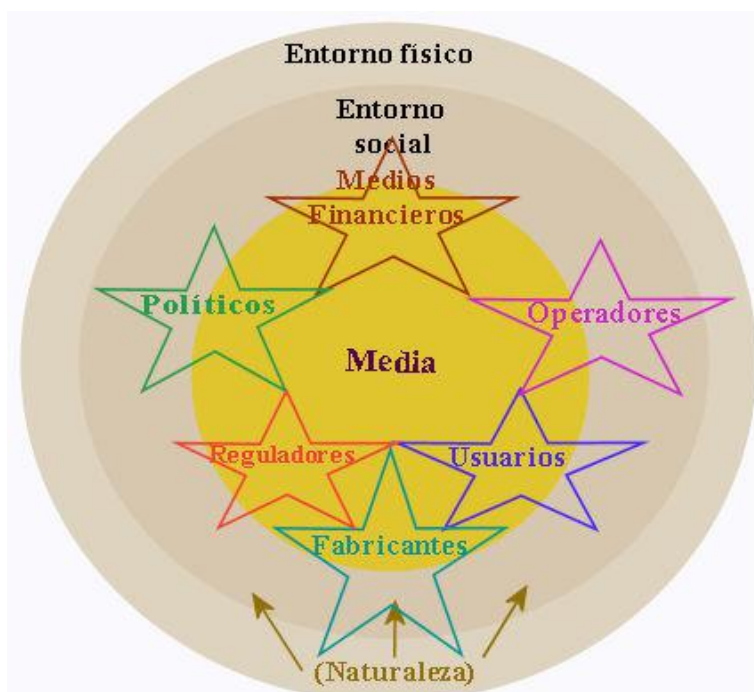 Entorno físico
Entorno
social
Medios
Financieros
Políticos
Operadores
Media
Reguladores
Usuarios
Fabricantes
(Naturaleza)